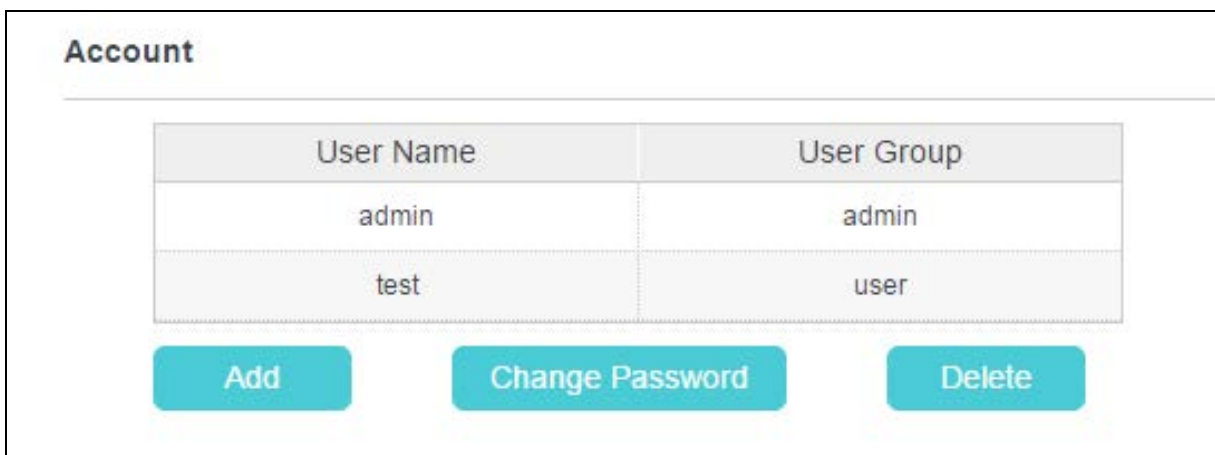 Account
User Name User Group
admin admin
test user
Add Change Password Delete